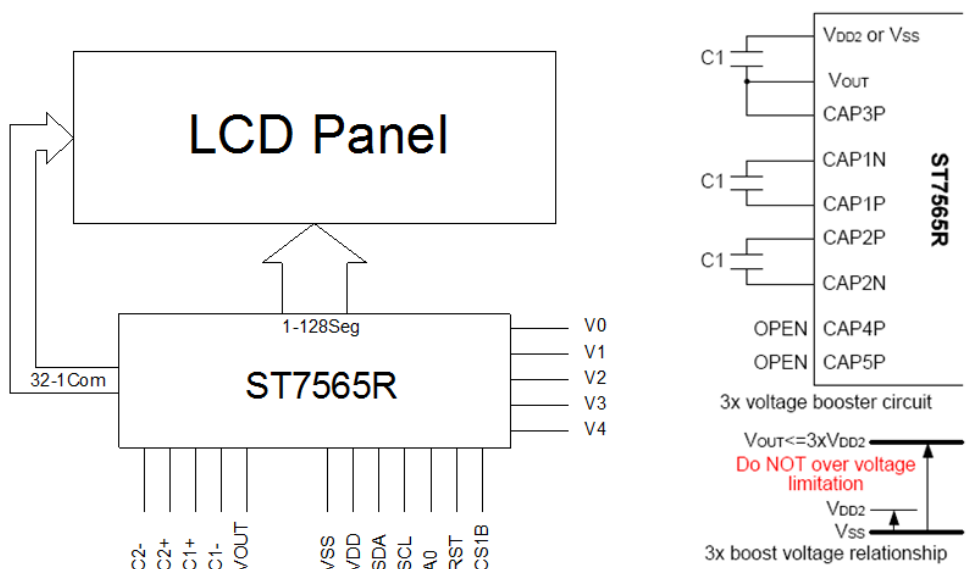 LCD Panel
1-128Seg
32-1Com
ST7565R
V0
V1
V2
V3
V4
C2-
C2+
C1+
C1-
VOUT
VSS
VDD
SDA
SCL
A0
RST
CS1B
VDD2 or VSS
C1
VOUT
CAP3P
CAP1N
C1
CAP1P
CAP2P
C1
CAP2N
OPEN CAP4P
OPEN CAP5P
ST7565R
3x voltage booster circuit
VOUT<=3xVDD2
Do NOT over voltage
limitation
VDD2
VSS
3x boost voltage relationship